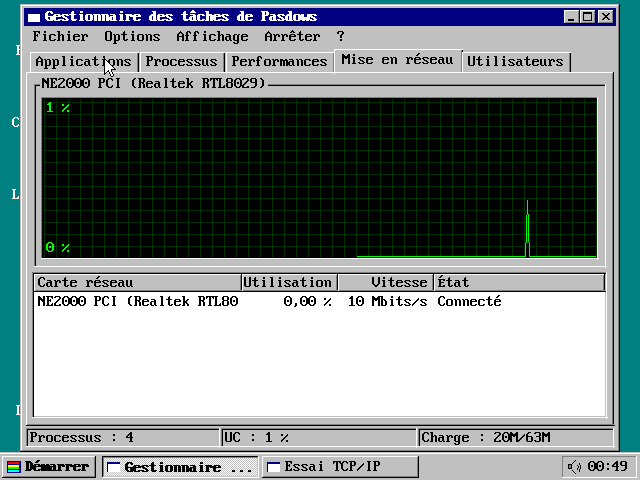 Gestionnaire des tâches de Pasdows
Fichier Options Affichage Arrêter ?
Applications Processus Performances Mise en réseau Utilisateurs
NE2000 PCI (Realtek RTL8029)
1 %
0 %
Carte réseau Utilisation Vitesse État
NE2000 PCI (Realtek RTL80 0,00 % 10 Mbits/s Connecté
Processus : 4 UC : 1 % Charge : 20M/63M
Démarrer Gestionnaire ... Essai TCP/IP 00:49